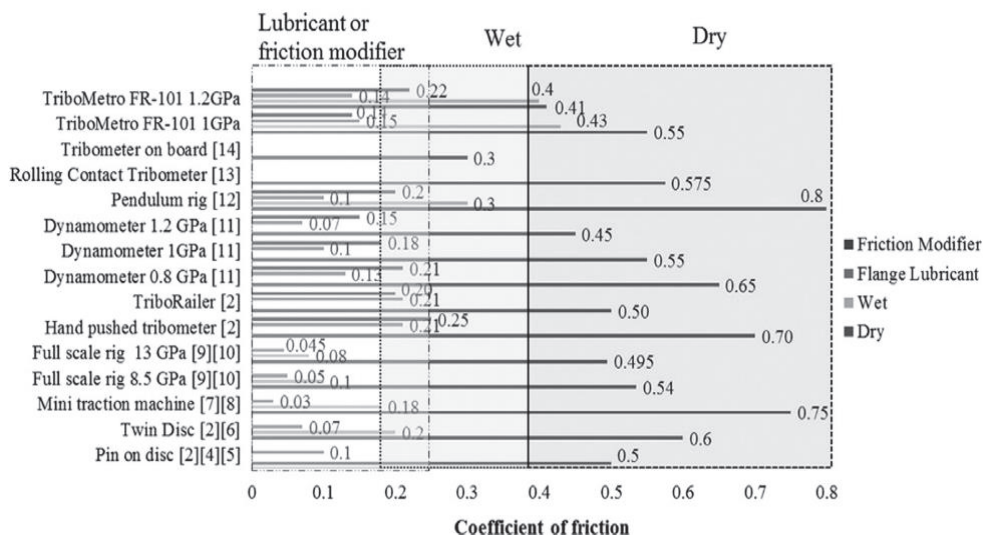 Lubricant or
friction modifier
Wet
Dry
TriboMetro FR-101 1.2GPa
0.22
0.14
0.4
0.41
TriboMetro FR-101 1GPa
0.15
0.43
0.55
Tribometer on board [14]
0.3
Rolling Contact Tribometer [13]
0.575
Pendulum rig [12]
0.2
0.1
0.3
0.8
Dynamometer 1.2 GPa [11]
0.15
0.07
0.45
Dynamometer 1GPa [11]
0.18
0.1
0.55
Dynamometer 0.8 GPa [11]
0.21
0.13
0.65
TriboRailer [2]
0.20
0.21
0.50
Hand pushed tribometer [2]
0.25
0.21
0.70
Full scale rig 13 GPa [9][10]
0.045
0.08
0.495
Full scale rig 8.5 GPa [9][10]
0.05
0.1
0.54
Mini traction machine [7][8]
0.03
0.18
0.75
Twin Disc [2][6]
0.07
0.2
0.6
Pin on disc [2][4][5]
0.1
0.5
0 0.1 0.2 0.3 0.4 0.5 0.6 0.7 0.8
Coefficient of friction
Friction Modifier
Flange Lubricant
Wet
Dry